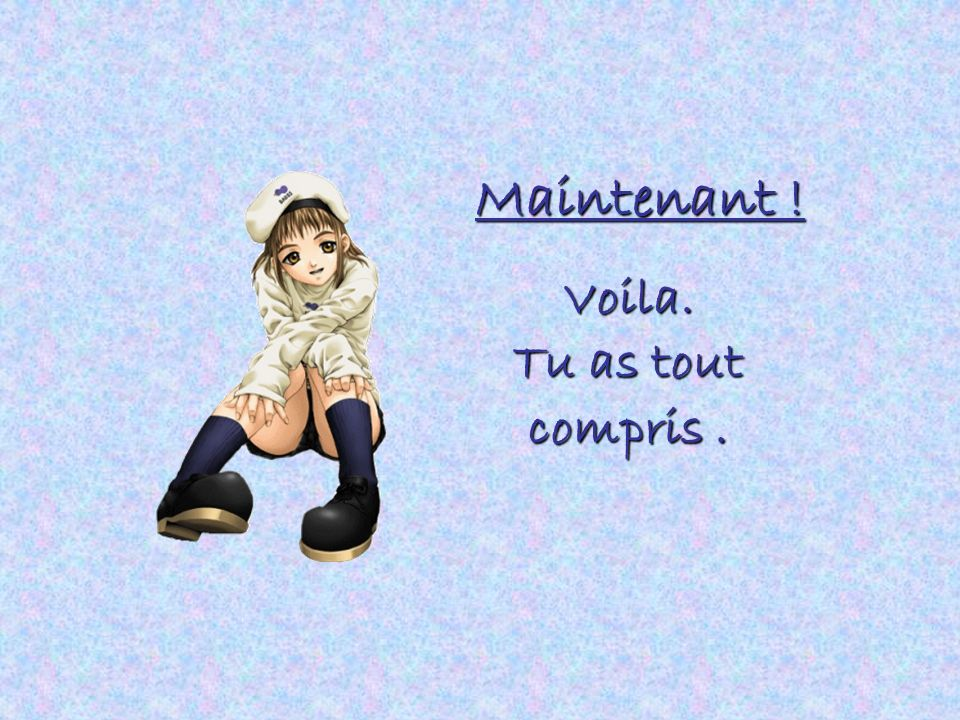 Maintenant !
Voila.
Tu as tout
compris .